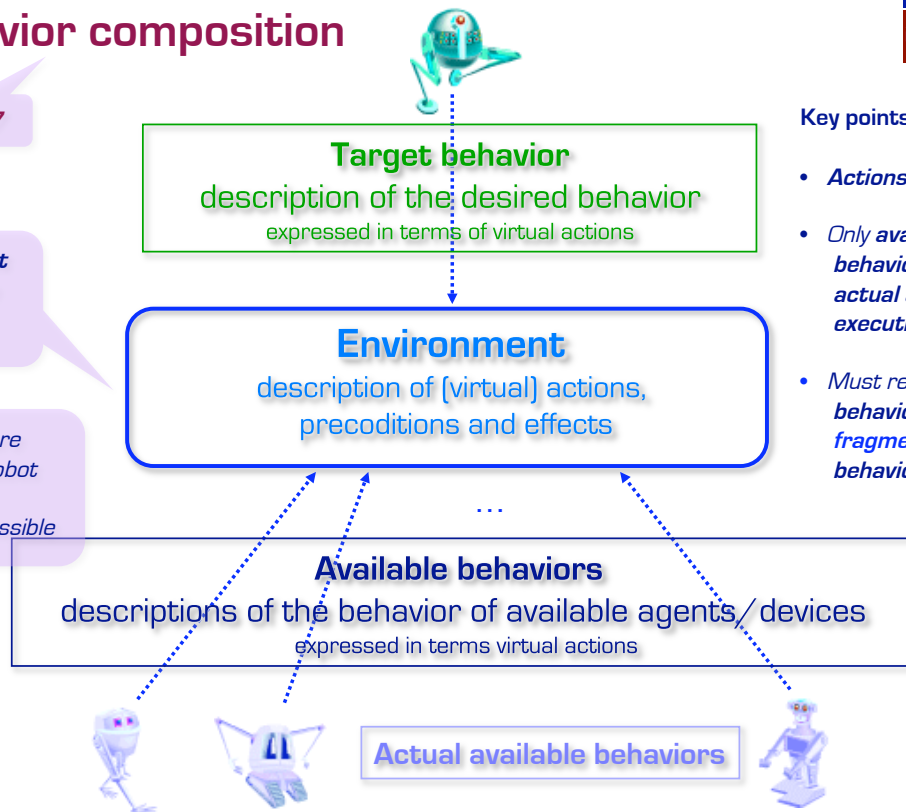 vior composition
Target behavior
description of the desired behavior
expressed in terms of virtual actions
Environment
description of (virtual) actions,
precoditions and effects
re
obot
ssible
...
Available behaviors
descriptions of the behavior of available agents/devices
expressed in terms virtual actions
Actual available behaviors
Key points
• Actions
• Only ava
behavio
actual
executi
• Must re
behavio
fragme
behavio